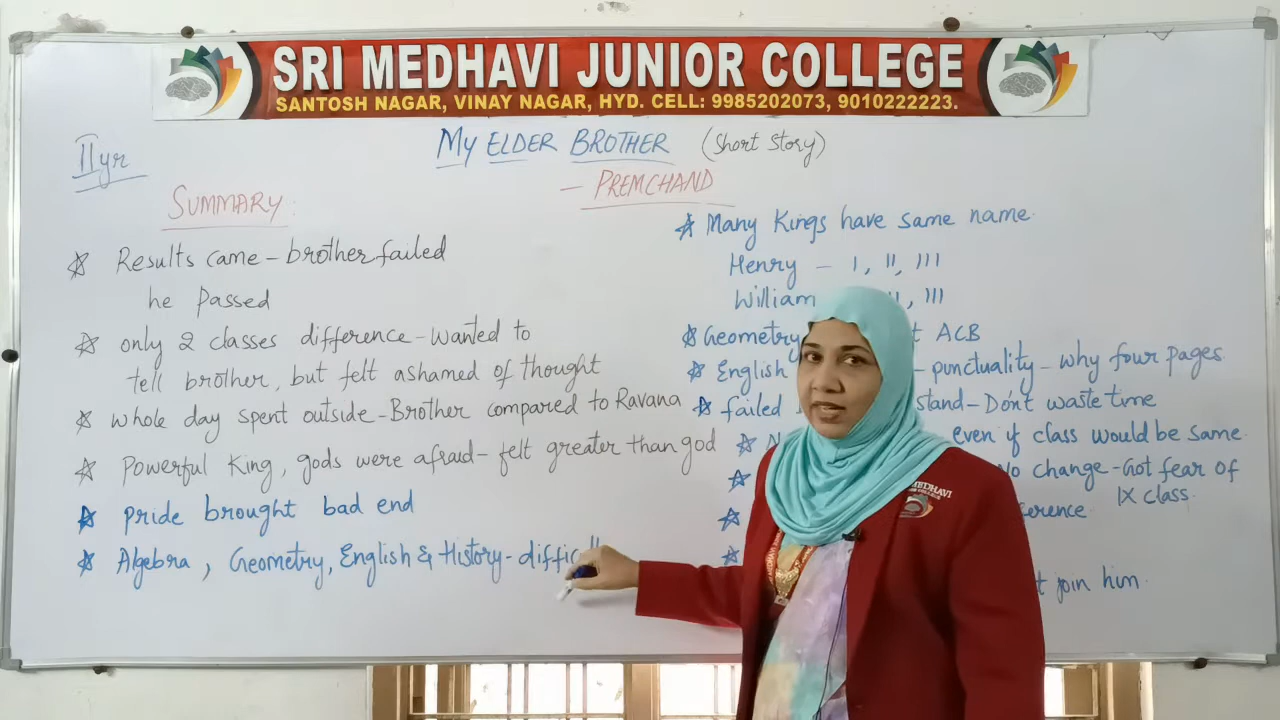 SRI MEDHAVI JUNIOR COLLEGE
SANTOSH NAGAR, VINAY NAGAR, HYD. CELL: 9985202073, 9010222223.
II yr
MY ELDER BROTHER (Short Story)
– PREMCHAND
SUMMARY:
Results came – brother failed
he Passed
only 2 classes difference – wanted to
tell brother, but felt ashamed of thought
whole day spent outside – Brother compared to Ravana
Powerful King, gods were afraid – felt greater than god
pride brought bad end
Algebra, Geometry, English & History –
Many Kings have same name
Henry – I, II, III
William III
Geometry ACB
English punctuality – why four pages
failed Don't waste time
even if class would be same
No change – Got fear of
IX class
join him
MEDHAVI